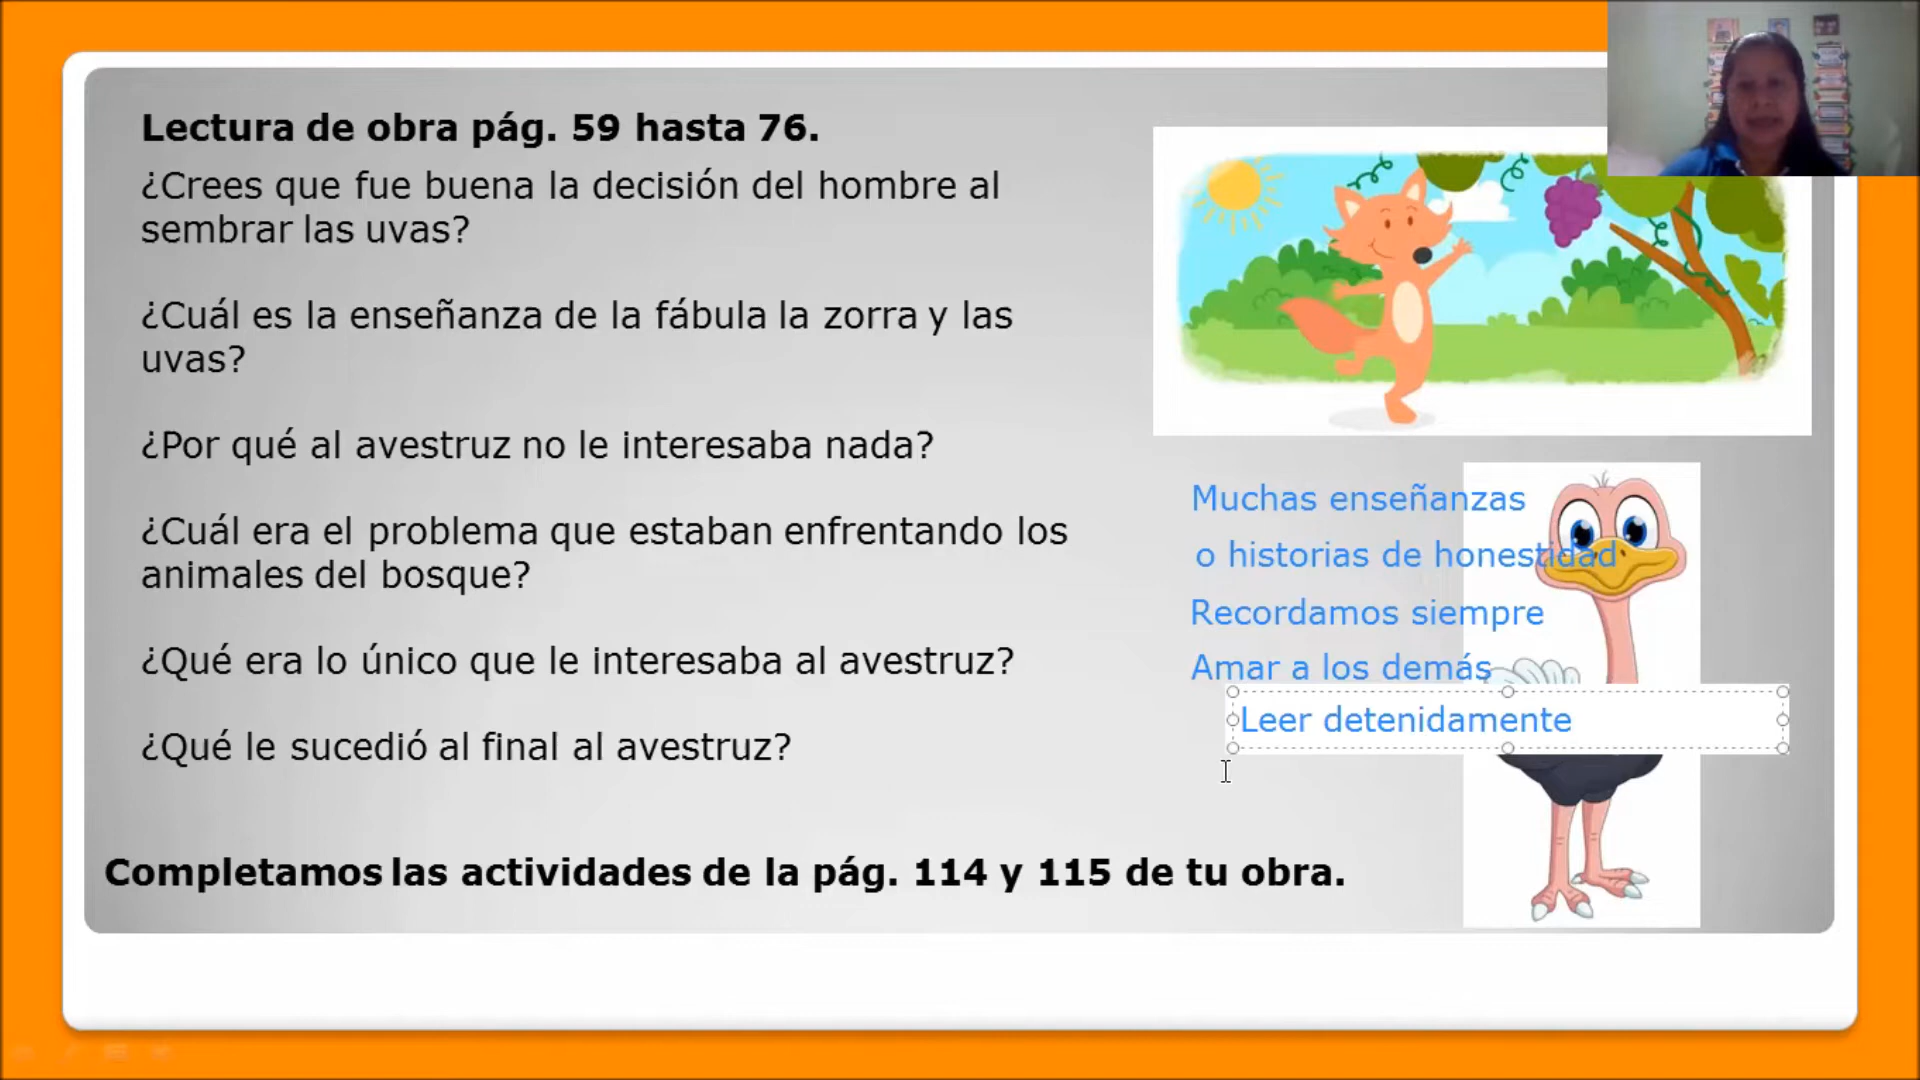 Lectura de obra pág. 59 hasta 76.
¿Crees que fue buena la decisión del hombre al
sembrar las uvas?
¿Cuál es la enseñanza de la fábula la zorra y las
uvas?
¿Por qué al avestruz no le interesaba nada?
¿Cuál era el problema que estaban enfrentando los
animales del bosque?
¿Qué era lo único que le interesaba al avestruz?
¿Qué le sucedió al final al avestruz?
Muchas enseñanzas
o historias de honestidad
Recordamos siempre
Amar a los demás
Leer detenidamente
Completamos las actividades de la pág. 114 y 115 de tu obra.